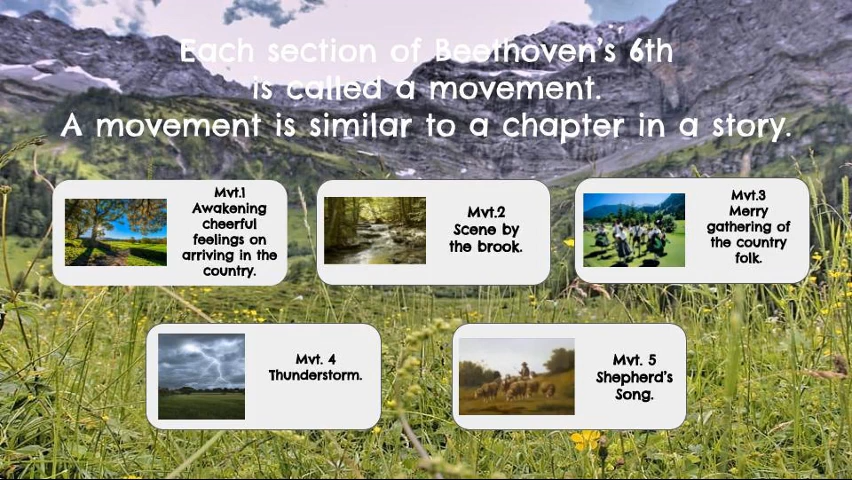 Each section of Beethoven's 6th
is called a movement.
A movement is similar to a chapter in a story.
Mvt.1
Awakening
cheerful
feelings on
arriving in the
country.
Mvt.2
Scene by
the brook.
Mvt.3
Merry
gathering of
the country
folk.
Mvt. 4
Thunderstorm.
Mvt. 5
Shepherd's
Song.